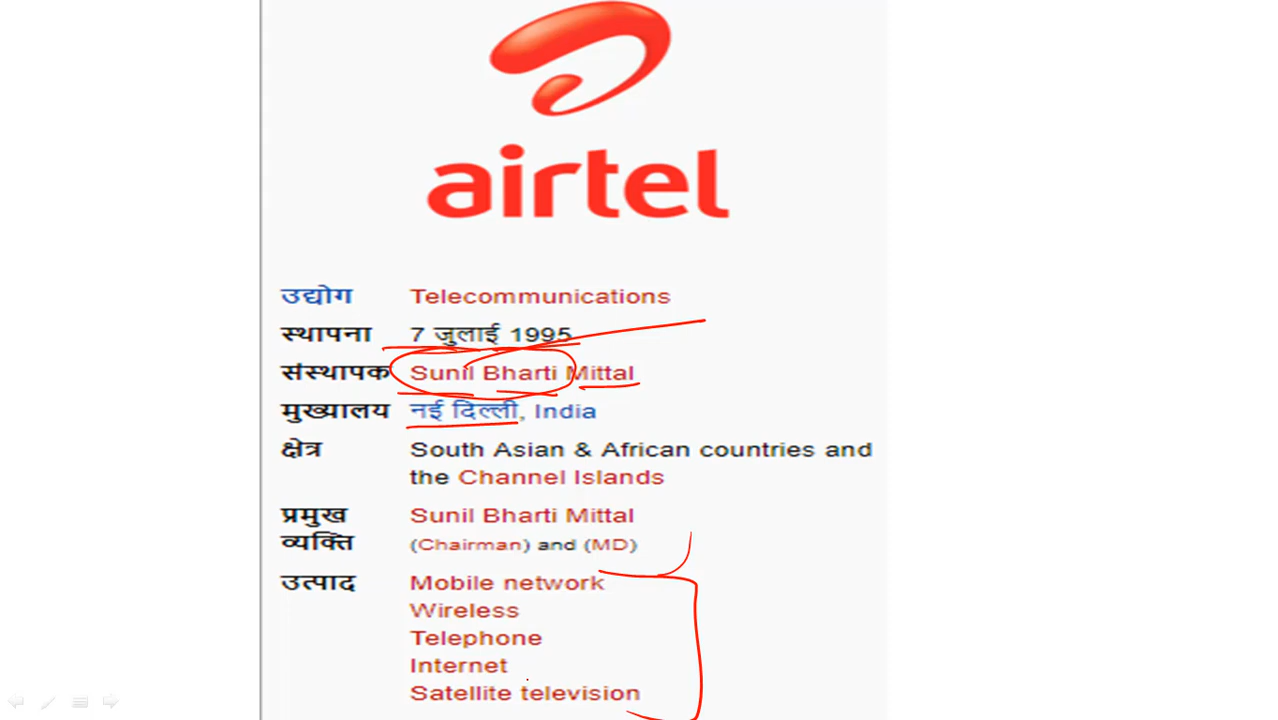 airtel
उद्योग Telecommunications
स्थापना 7 जुलाई 1995
संस्थापक Sunil Bharti Mittal
मुख्यालय नई दिल्ली, India
क्षेत्र South Asian & African countries and
the Channel Islands
प्रमुख Sunil Bharti Mittal
व्यक्ति (Chairman) and (MD)
उत्पाद Mobile network
Wireless
Telephone
Internet
Satellite television